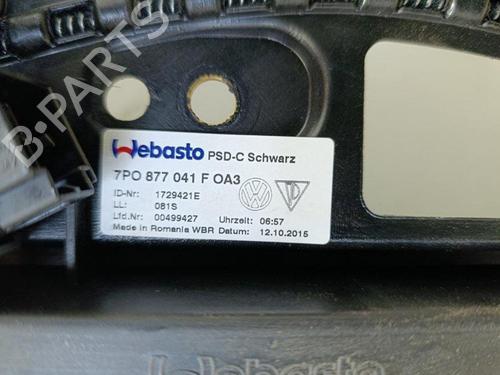 Webasto PSD-C Schwarz
7P0 877 041 F OA3
ID-Nr: 1729421E
LL: 081S
Lfd.Nr: 00499427 Uhrzeit: 06:57
Made in Romania WBR Datum: 12.10.2015
B-PARTS
Webasto